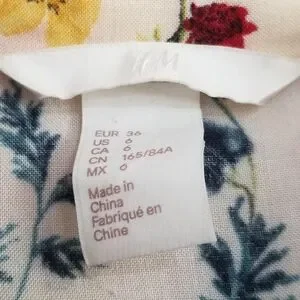 H&M
EUR 36
US 6
CA 6
CN 165/84A
MX 6
Made in
China
Fabriqué en
Chine